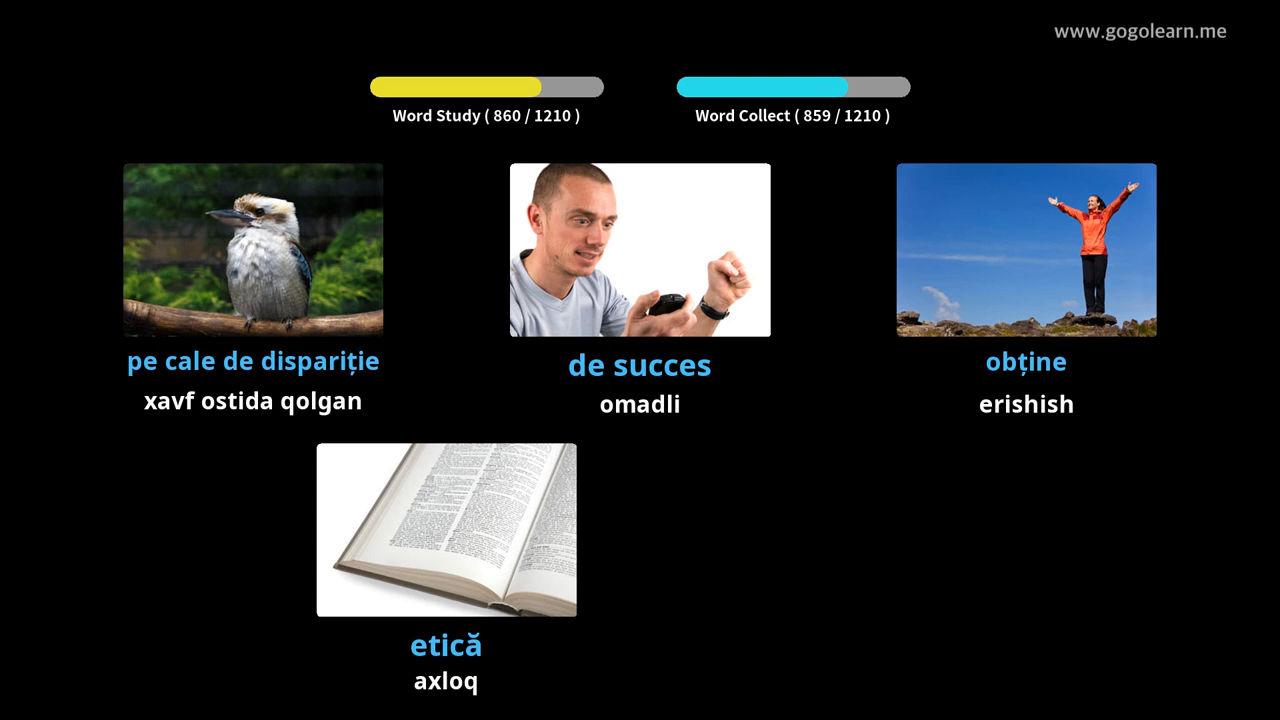 www.gogolearn.me
Word Study ( 860 / 1210 )
Word Collect ( 859 / 1210 )
pe cale de dispariție
xavf ostida qolgan
de succes
omadli
obține
erishish
etică
axloq